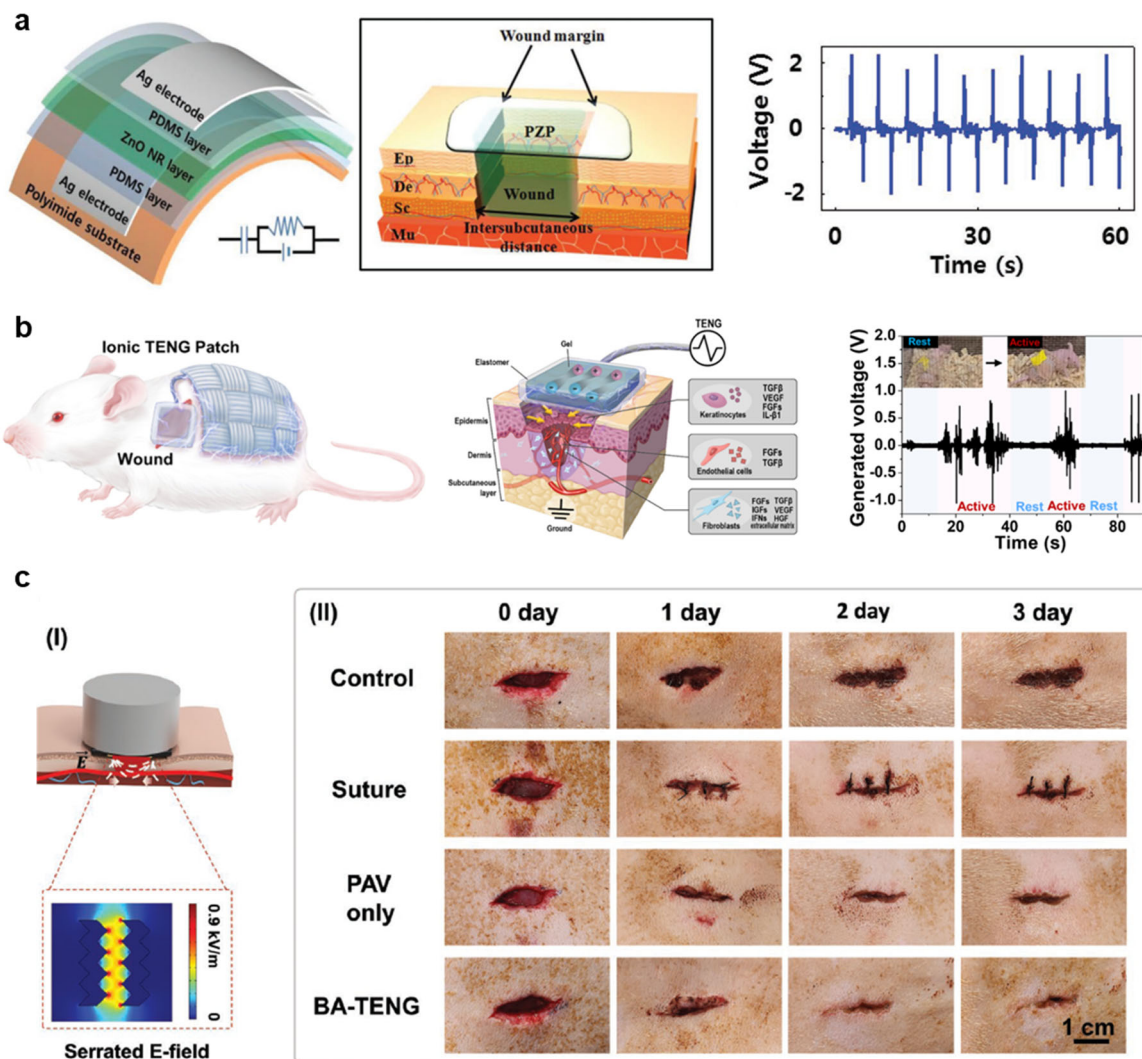 a
Ag electrode
PDMS layer
ZnO NR layer
PDMS layer
Ag electrode
Polyimide substrate
Wound margin
PZP
Ep
De
Sc
Mu
Wound
Intersubcutaneous
distance
Voltage (V)
2
0
-2
0
30
60
Time (s)
b
Ionic TENG Patch
Wound
TENG
Gel
Elastomer
Epidermis
Dermis
Subcutaneous
layer
Ground
Keratinocytes
TGFβ
VEGF
FGFs
IL-β1
Endothelial cells
FGFs
TGFβ
Fibroblasts
FGFs TGFβ
IGFs VEGF
IFNs HGF
extracellular matrix
Generated voltage (V)
2.0
1.5
1.0
0.5
0.0
-0.5
-1.0
Rest
Active
Active
Rest
Active
Rest
0
20
40
60
80
Time (s)
c
(I)
E
0.9 kV/m
0
Serrated E-field
(II)
0 day
1 day
2 day
3 day
Control
Suture
PAV
only
BA-TENG
1 cm